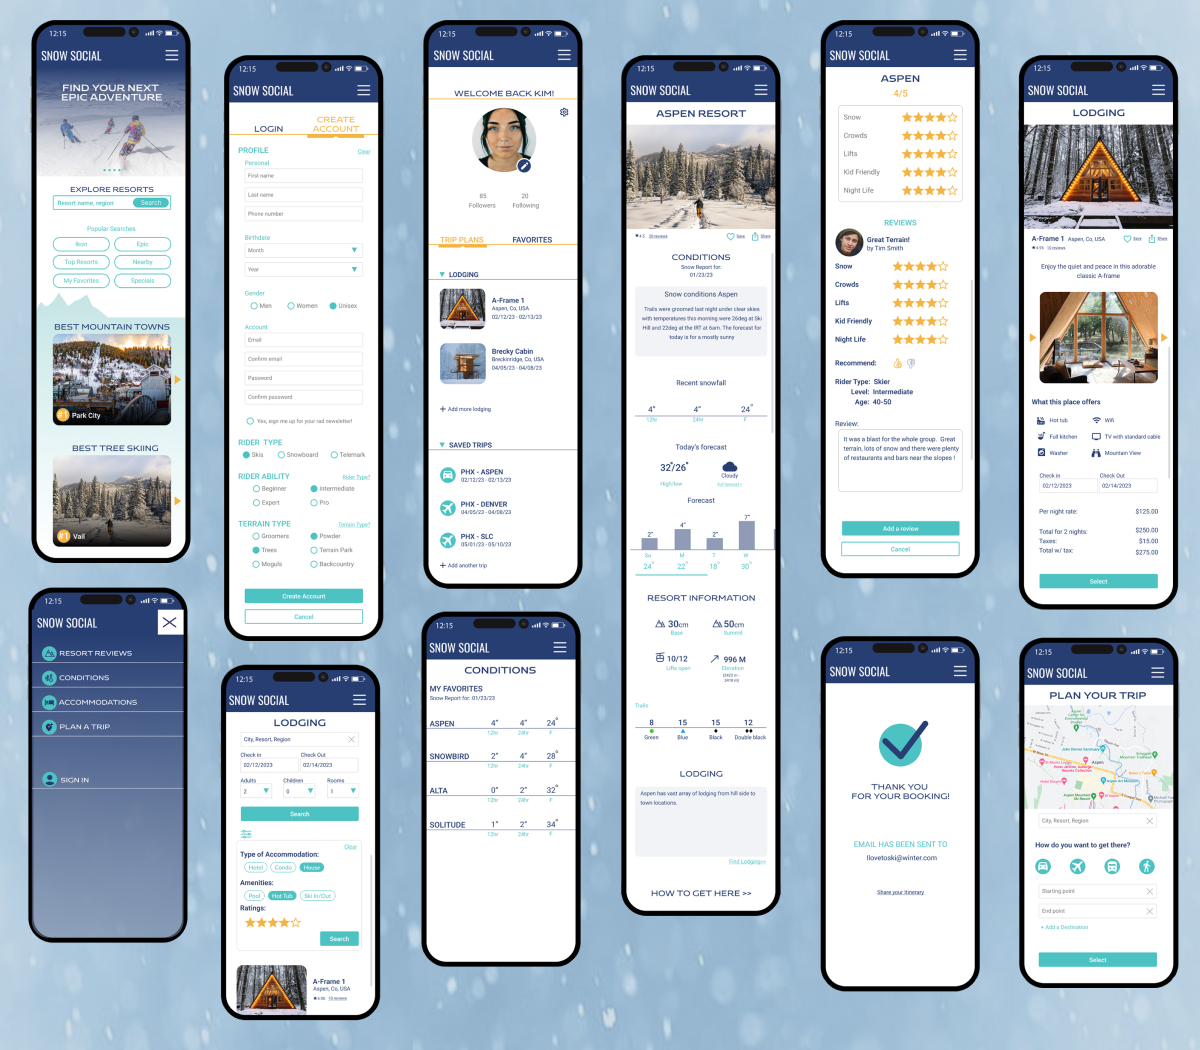 12:15
SNOW SOCIAL
FIND YOUR NEXT
EPIC ADVENTURE
EXPLORE RESORTS
Resort name, region
Search
Popular Searches
Ikon
Epic
Top Resorts
Nearby
My Favorites
Specials
BEST MOUNTAIN TOWNS
#1 Park City
BEST TREE SKIING
#1 Vail
12:15
SNOW SOCIAL
RESORT REVIEWS
CONDITIONS
ACCOMMODATIONS
PLAN A TRIP
SIGN IN
12:15
SNOW SOCIAL
LOGIN
CREATE
ACCOUNT
PROFILE
Clear
Personal
First name
Last name
Phone number
Birthdate
Month
Year
Gender
Men
Women
Unisex
Account
Email
Confirm email
Password
Confirm password
Yes, sign me up for your rad newsletter!
RIDER TYPE
Skis
Snowboard
Telemark
RIDER ABILITY
Rider Type?
Beginner
Intermediate
Expert
Pro
TERRAIN TYPE
Terrain Type?
Groomers
Powder
Trees
Terrain Park
Moguls
Backcountry
Create Account
Cancel
12:15
SNOW SOCIAL
LODGING
City, Resort, Region
Check in
Check Out
02/12/2023
02/14/2023
Adults
Children
Rooms
2
0
1
Search
Clear
Type of Accommodation:
Hotel
Condo
House
Amenities:
Pool
Hot Tub
Ski In/Out
Ratings:
Search
A-Frame 1
Aspen, Co, USA
10 reviews
12:15
SNOW SOCIAL
WELCOME BACK KIM!
85
20
Followers
Following
TRIP PLANS
FAVORITES
LODGING
A-Frame 1
Aspen, Co, USA
02/12/23 - 02/13/23
Brecky Cabin
Breckinridge, Co, USA
04/05/23 - 04/08/23
+ Add more lodging
SAVED TRIPS
PHX - ASPEN
02/12/23 - 02/13/23
PHX - DENVER
04/05/23 - 04/08/23
PHX - SLC
05/01/23 - 05/10/23
+ Add another trip
12:15
SNOW SOCIAL
CONDITIONS
MY FAVORITES
Snow Report for: 01/23/23
ASPEN 4" 4" 24°
12hr 24hr F
SNOWBIRD 2" 4" 28°
12hr 24hr F
ALTA 0" 2" 32°
12hr 24hr F
SOLITUDE 1" 2" 34°
12hr 24hr F
12:15
SNOW SOCIAL
ASPEN RESORT
Save
Share
CONDITIONS
Snow Report for:
01/23/23
Snow conditions Aspen
Trails were groomed last night under clear skies
with temperatures this morning were 26deg at Ski
Hill and 22deg at the IRT at 6am. The forecast for
today is for a mostly sunny
Recent snowfall
4" 4" 24°
12hr 24hr F
Today's forecast
32°/26°
Cloudy
High/low
Full forecast >
Forecast
2" 4" 2" 7"
Su M T W
24° 22° 18° 30°
RESORT INFORMATION
30cm
50cm
Base
Summit
10/12
996 M
Lifts open
Elevation
Trails
8 15 15 12
Green Blue Black Double black
LODGING
Aspen has vast array of lodging from hill side to
town locations.
Find Lodging>>
HOW TO GET HERE >>
12:15
SNOW SOCIAL
ASPEN
4/5
Snow
Crowds
Lifts
Kid Friendly
Night Life
REVIEWS
Great Terrain!
by Tim Smith
Snow
Crowds
Lifts
Kid Friendly
Night Life
Recommend:
Rider Type: Skier
Level: Intermediate
Age: 40-50
Review:
It was a blast for the whole group. Great
terrain, lots of snow and there were plenty
of restaurants and bars near the slopes !
Add a review
Cancel
12:15
SNOW SOCIAL
THANK YOU
FOR YOUR BOOKING!
EMAIL HAS BEEN SENT TO
Ilovetoski@winter.com
Share your itinerary
12:15
SNOW SOCIAL
LODGING
A-Frame 1 Aspen, Co, USA
Save
Share
10 reviews
Enjoy the quiet and peace in this adorable
classic A-frame
What this place offers
Hot tub
Wifi
Full kitchen
TV with standard cable
Washer
Mountain View
Check in
Check Out
02/12/2023
02/14/2023
Per night rate: $125.00
Total for 2 nights: $250.00
Taxes: $15.00
Total w/ tax: $275.00
Select
12:15
SNOW SOCIAL
PLAN YOUR TRIP
John Denver Sanctuary
Aspen
Aspen Art Museum
City, Resort, Region
How do you want to get there?
Starting point
End point
+ Add a Destination
Select